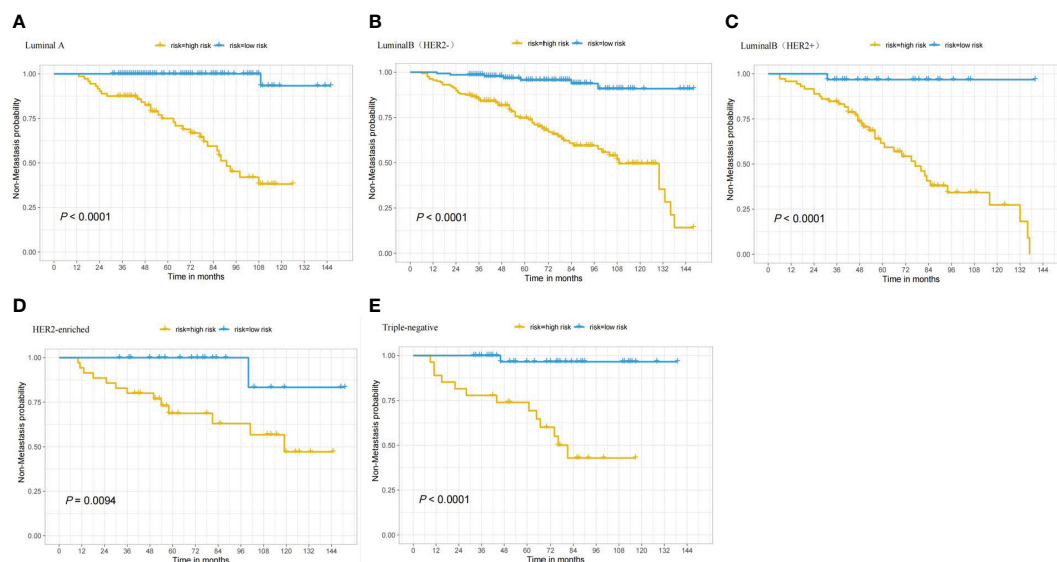 A
Luminal A
risk=high risk risk=low risk
Non-Metastasis probability
1.00
0.75
0.50
0.25
0.00
P < 0.0001
0 12 24 36 48 60 72 84 96 108 120 132 144
Time in months
B
LuminalB（HER2-）
risk=high risk risk=low risk
Non-Metastasis probability
1.00
0.75
0.50
0.25
0.00
P < 0.0001
0 12 24 36 48 60 72 84 96 108 120 132 144
Time in months
C
LuminalB（HER2+）
risk=high risk risk=low risk
Non-Metastasis probability
1.00
0.75
0.50
0.25
0.00
P < 0.0001
0 12 24 36 48 60 72 84 96 108 120 132 144
Time in months
D
HER2-enriched
risk=high risk risk=low risk
Non-Metastasis probability
1.00
0.75
0.50
0.25
0.00
P = 0.0094
0 12 24 36 48 60 72 84 96 108 120 132 144
Time in months
E
Triple-negative
risk=high risk risk=low risk
Non-Metastasis probability
1.00
0.75
0.50
0.25
0.00
P < 0.0001
0 12 24 36 48 60 72 84 96 108 120 132 144
Time in months